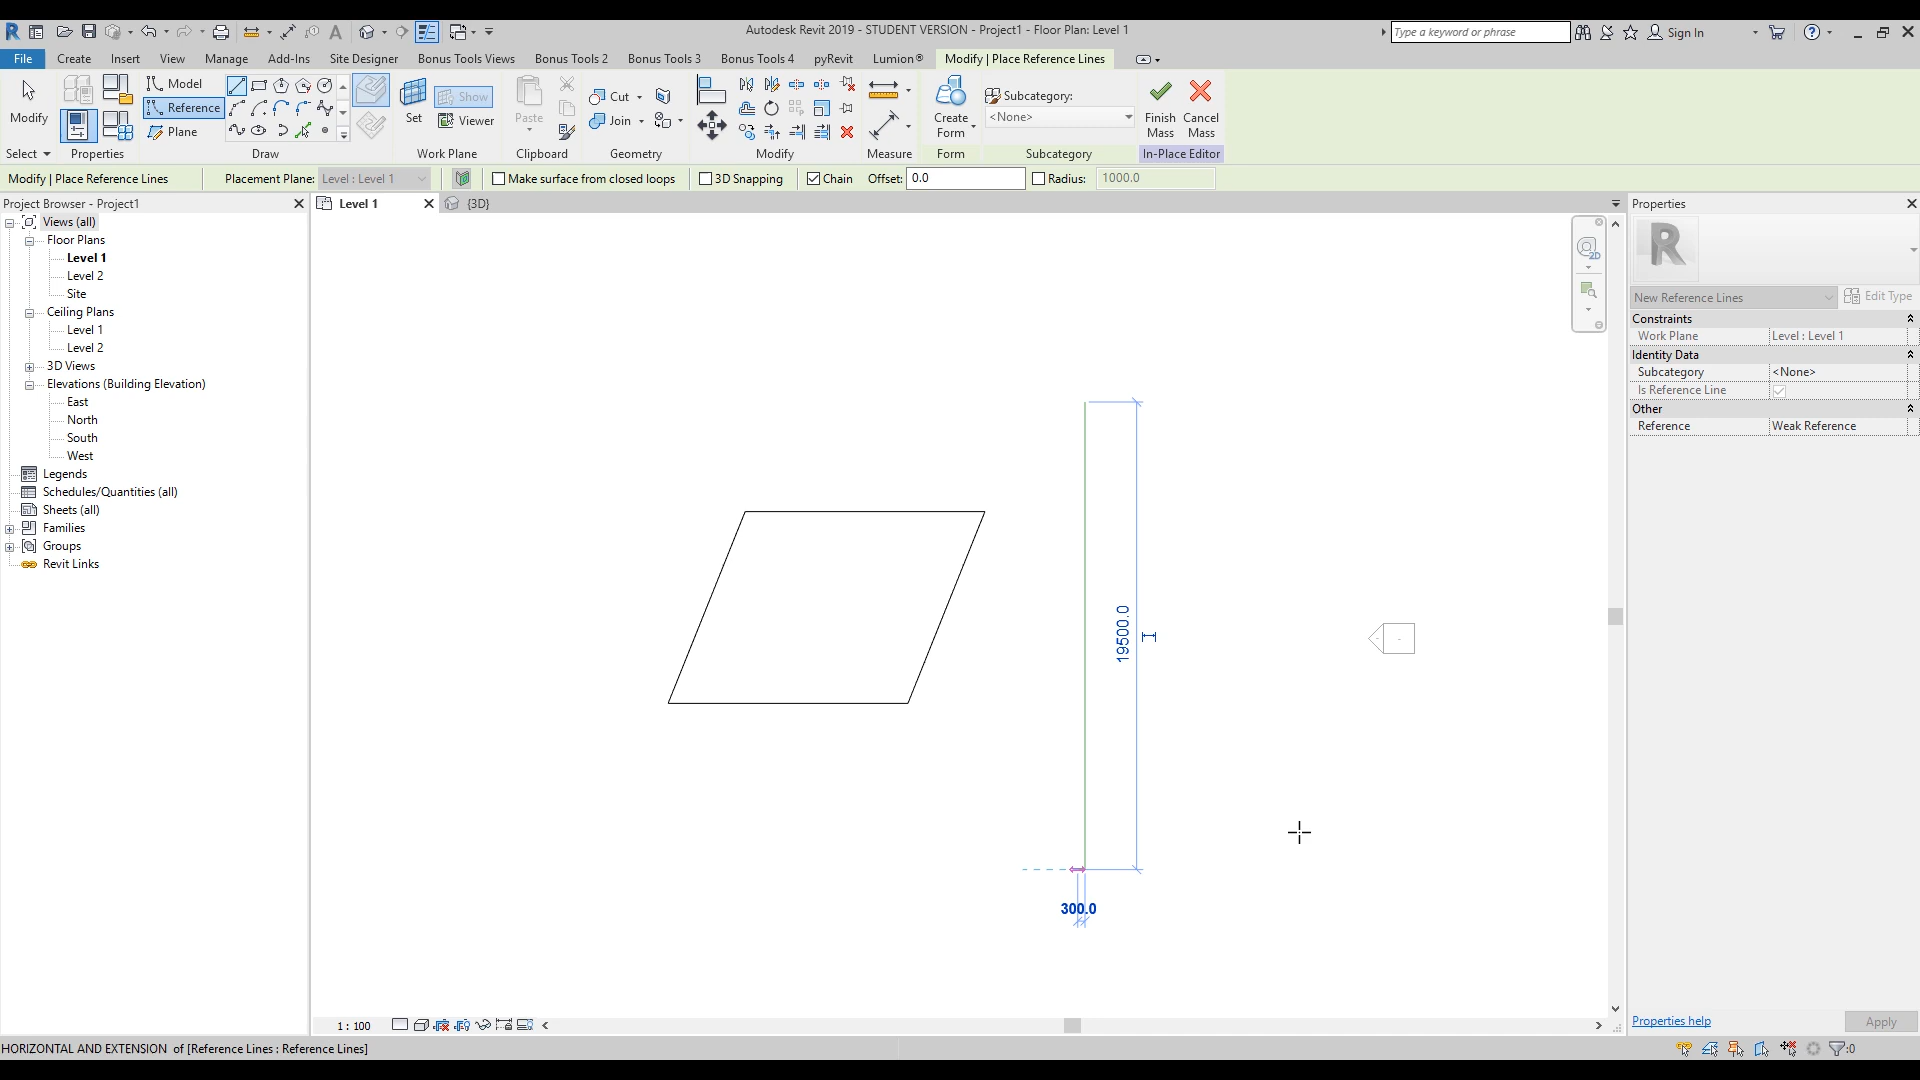 Autodesk Revit 2019 - STUDENT VERSION - Project1 - Floor Plan: Level 1
Type a keyword or phrase
Sign In
File Create Insert View Manage Add-Ins Site Designer Bonus Tools Views Bonus Tools 2 Bonus Tools 3 Bonus Tools 4 pyRevit Lumion® Modify | Place Reference Lines
Modify
Model
Reference
Plane
Set
Show
Viewer
Paste
Cut
Join
Create
Form
Subcategory:
<None>
Finish
Mass
Cancel
Mass
Select Properties Draw Work Plane Clipboard Geometry Modify Measure Form Subcategory In-Place Editor
Modify | Place Reference Lines Placement Plane: Level : Level 1 Make surface from closed loops 3D Snapping Chain Offset: 0.0 Radius: 1000.0
Project Browser - Project1
Views (all)
Floor Plans
Level 1
Level 2
Site
Ceiling Plans
Level 1
Level 2
3D Views
Elevations (Building Elevation)
East
North
South
West
Legends
Schedules/Quantities (all)
Sheets (all)
Families
Groups
Revit Links
Level 1
{3D}
2D
19500.0
300.0
Properties
R
New Reference Lines
Edit Type
Constraints
Work Plane Level : Level 1
Identity Data
Subcategory <None>
Is Reference Line
Other
Reference Weak Reference
Properties help
Apply
1 : 100
HORIZONTAL AND EXTENSION of [Reference Lines : Reference Lines]
:0